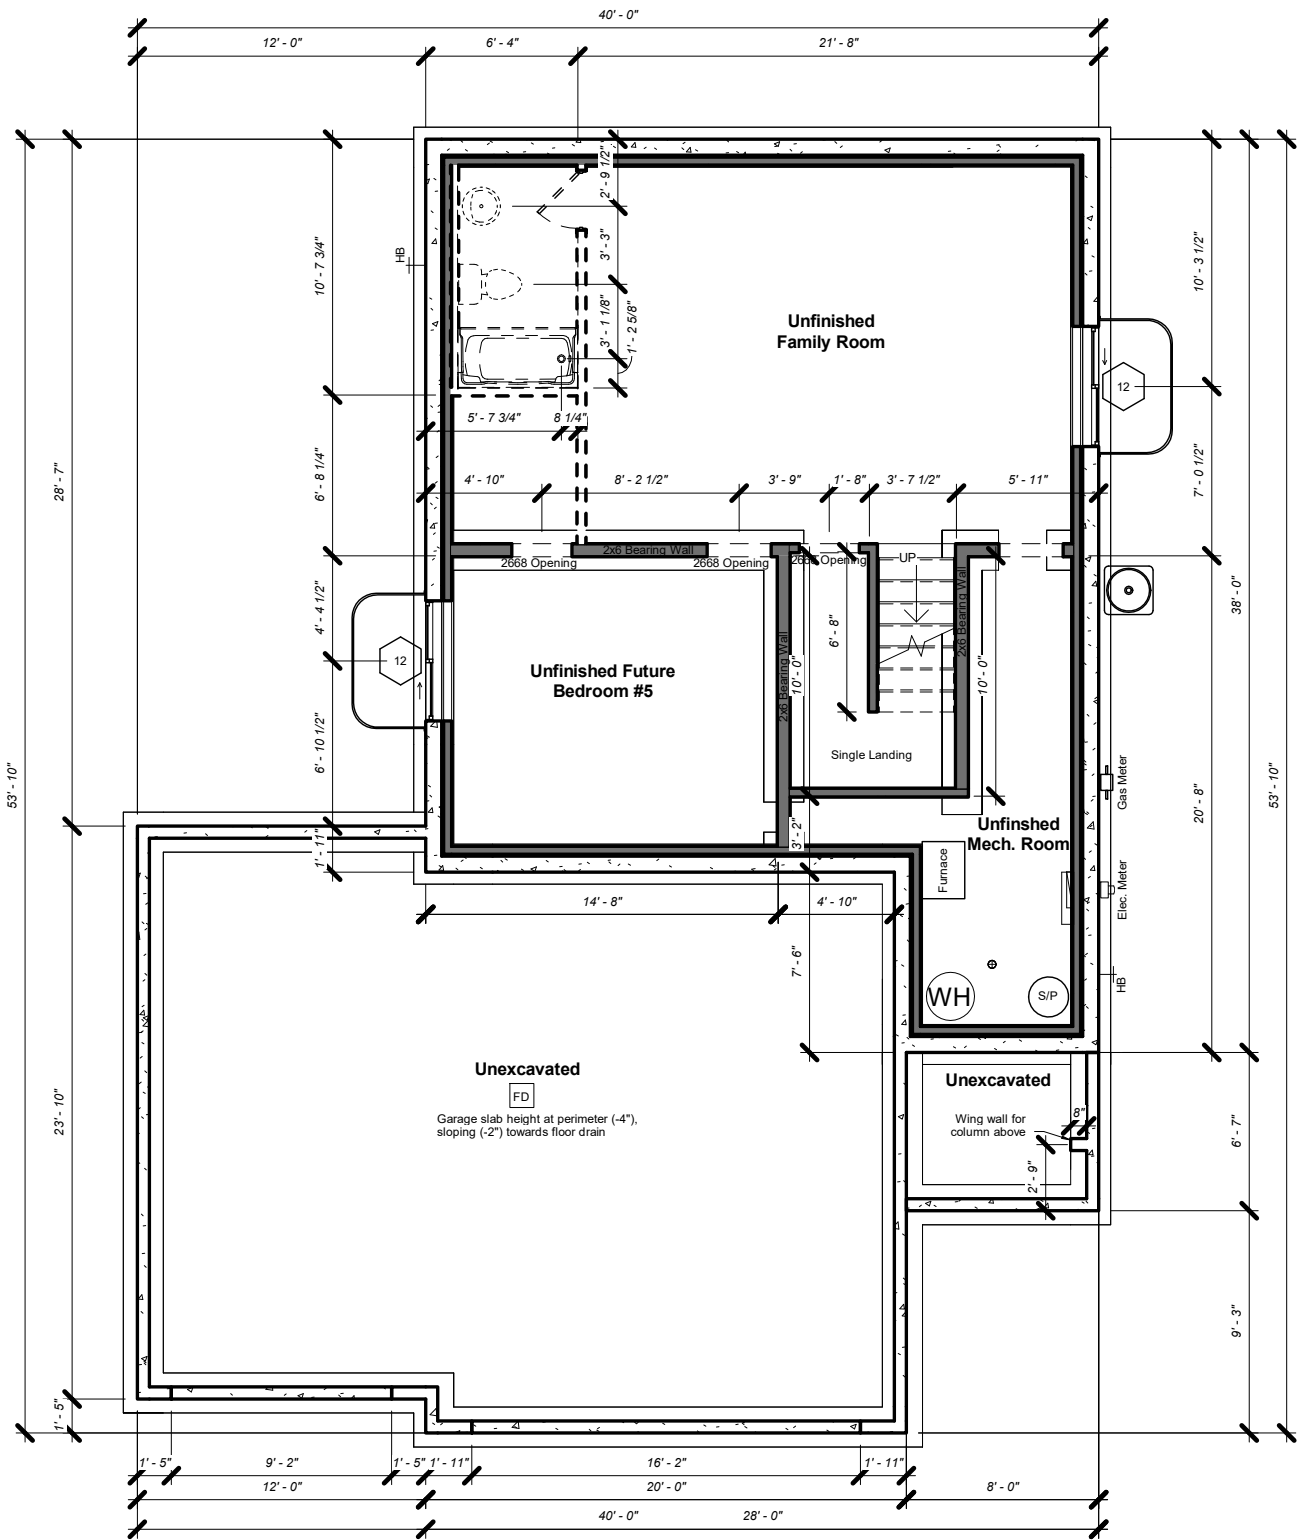 40' - 0"
12' - 0"
6' - 4"
21' - 8"
2' - 9 1/2"
HB
10' - 7 3/4"
3' - 3"
10' - 3 1/2"
3' - 1 1/8"
1' - 2 5/8"
Unfinished
Family Room
12
5' - 7 3/4"
8 1/4"
28' - 7"
6' - 8 1/4"
4' - 10"
8' - 2 1/2"
3' - 9"
1' - 8"
3' - 7 1/2"
5' - 11"
7' - 0 1/2"
2x6 Bearing Wall
2668 Opening
2668 Opening
2668 Opening
UP
2x6 Bearing Wall
4' - 4 1/2"
38' - 0"
6' - 8"
12
Unfinished Future
Bedroom #5
2x6 Bearing Wall
10' - 0"
10' - 0"
6' - 10 1/2"
Single Landing
Gas Meter
53' - 10"
53' - 10"
20' - 8"
Unfinshed
Mech. Room
1' - 11"
3' - 2"
Furnace
Elec. Meter
14' - 8"
4' - 10"
7' - 6"
HB
WH
S/P
Unexcavated
FD
Garage slab height at perimeter (-4"),
sloping (-2") towards floor drain
Unexcavated
Wing wall for
column above
8"
23' - 10"
6' - 7"
2' - 9"
9' - 3"
1' - 5"
1' - 5"
9' - 2"
1' - 5"
1' - 11"
16' - 2"
1' - 11"
12' - 0"
20' - 0"
8' - 0"
40' - 0"
28' - 0"